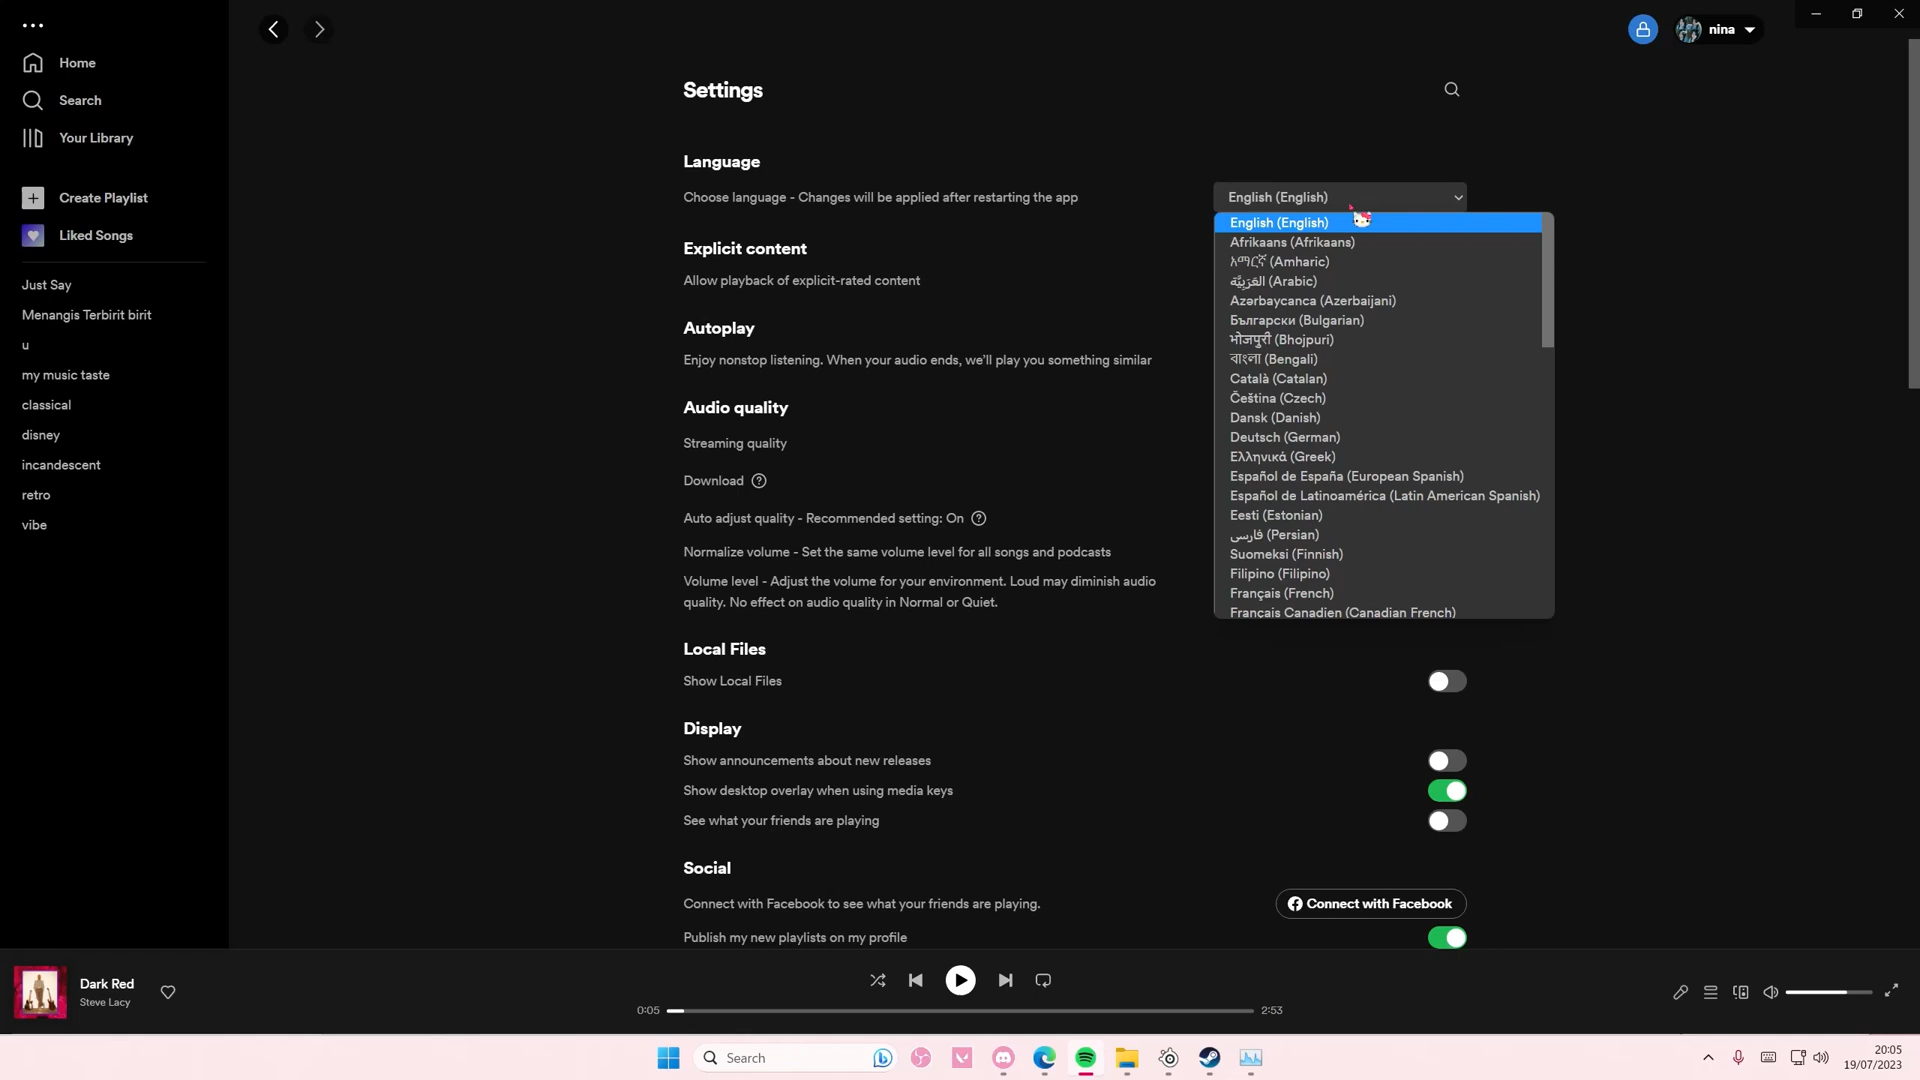 nina
Home
Search
Your Library
Create Playlist
Liked Songs
Just Say
Menangis Terbirit birit
u
my music taste
classical
disney
incandescent
retro
vibe
Settings
Language
Choose language - Changes will be applied after restarting the app
English (English)
English (English)
Afrikaans (Afrikaans)
አማርኛ (Amharic)
العَرَبِيَّة (Arabic)
Azərbaycanca (Azerbaijani)
Български (Bulgarian)
भोजपुरी (Bhojpuri)
বাংলা (Bengali)
Català (Catalan)
Čeština (Czech)
Dansk (Danish)
Deutsch (German)
Ελληνικά (Greek)
Español de España (European Spanish)
Español de Latinoamérica (Latin American Spanish)
Eesti (Estonian)
فارسی (Persian)
Suomeksi (Finnish)
Filipino (Filipino)
Français (French)
Français Canadien (Canadian French)
Explicit content
Allow playback of explicit-rated content
Autoplay
Enjoy nonstop listening. When your audio ends, we'll play you something similar
Audio quality
Streaming quality
Download
Auto adjust quality - Recommended setting: On
Normalize volume - Set the same volume level for all songs and podcasts
Volume level - Adjust the volume for your environment. Loud may diminish audio
quality. No effect on audio quality in Normal or Quiet.
Local Files
Show Local Files
Display
Show announcements about new releases
Show desktop overlay when using media keys
See what your friends are playing
Social
Connect with Facebook to see what your friends are playing.
Connect with Facebook
Publish my new playlists on my profile
Dark Red
Steve Lacy
0:05
2:53
Search
20:05
19/07/2023